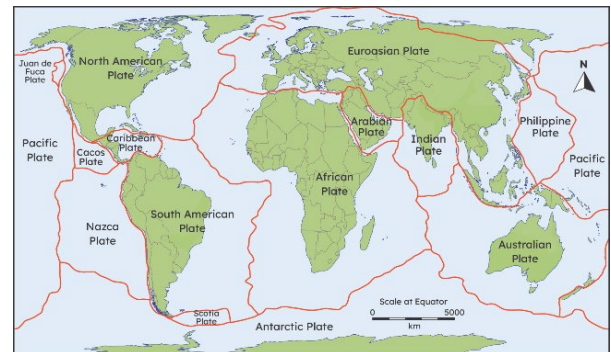 North American
Plate
Euroasian Plate
N
Juan de
Fuca
Plate
Caribbean
Plate
Arabian
Plate
Philippine
Plate
Pacific
Plate
Cacos
Plate
Indian
Plate
Pacific
Plate
African
Plate
Nazca
Plate
South American
Plate
Australian
Plate
Scotia
Plate
Scale at Equator
0 5000
km
Antarctic Plate